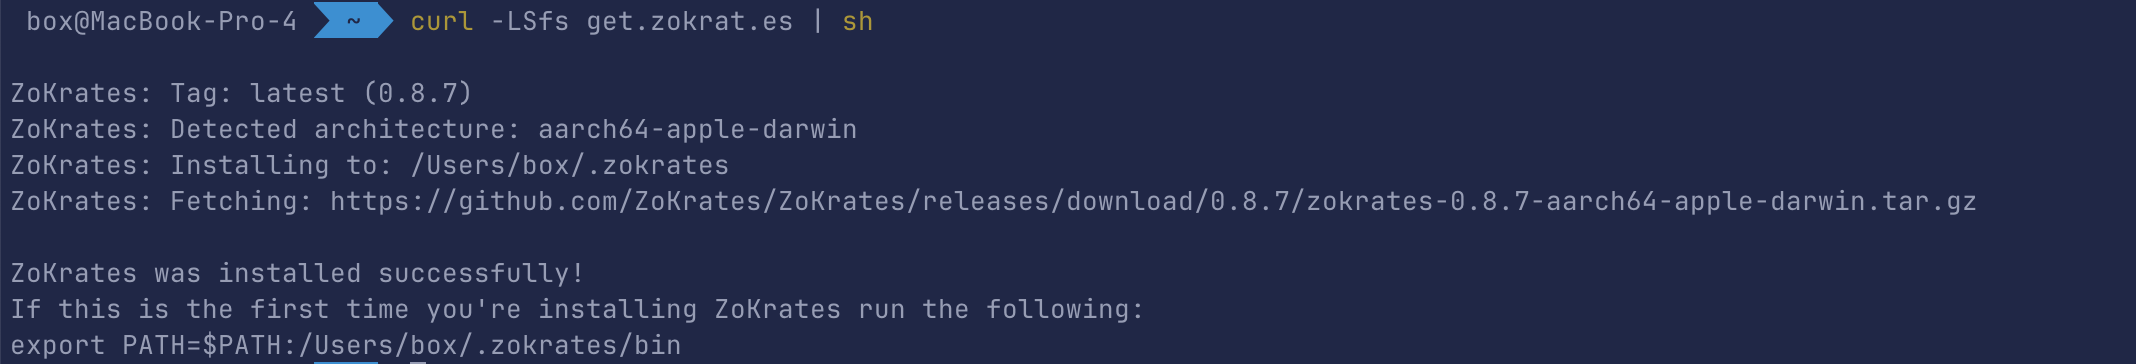 box@MacBook-Pro-4 ~ curl -LSfs get.zokrat.es | sh
ZoKrates: Tag: latest (0.8.7)
ZoKrates: Detected architecture: aarch64-apple-darwin
ZoKrates: Installing to: /Users/box/.zokrates
ZoKrates: Fetching: https://github.com/ZoKrates/ZoKrates/releases/download/0.8.7/zokrates-0.8.7-aarch64-apple-darwin.tar.gz
ZoKrates was installed successfully!
If this is the first time you're installing ZoKrates run the following:
export PATH=$PATH:/Users/box/.zokrates/bin